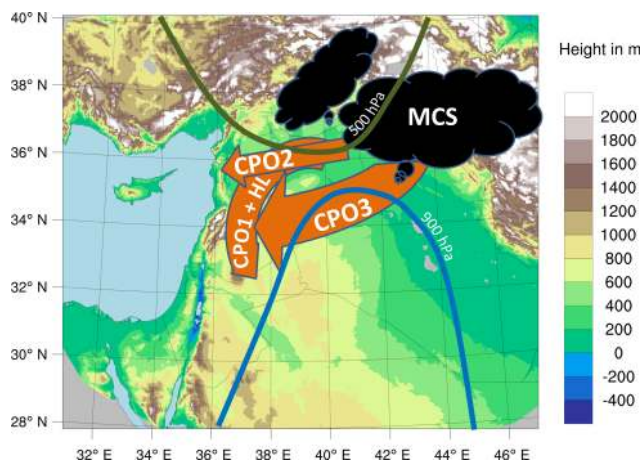 40° N
38° N
36° N
34° N
32° N
30° N
28° N
32° E
34° E
36° E
38° E
40° E
42° E
44° E
46° E
500 hPa
MCS
CPO2
CPO1 + HL
CPO3
900 hPa
Height in m
2000
1800
1600
1400
1200
1000
800
600
400
200
0
-200
-400